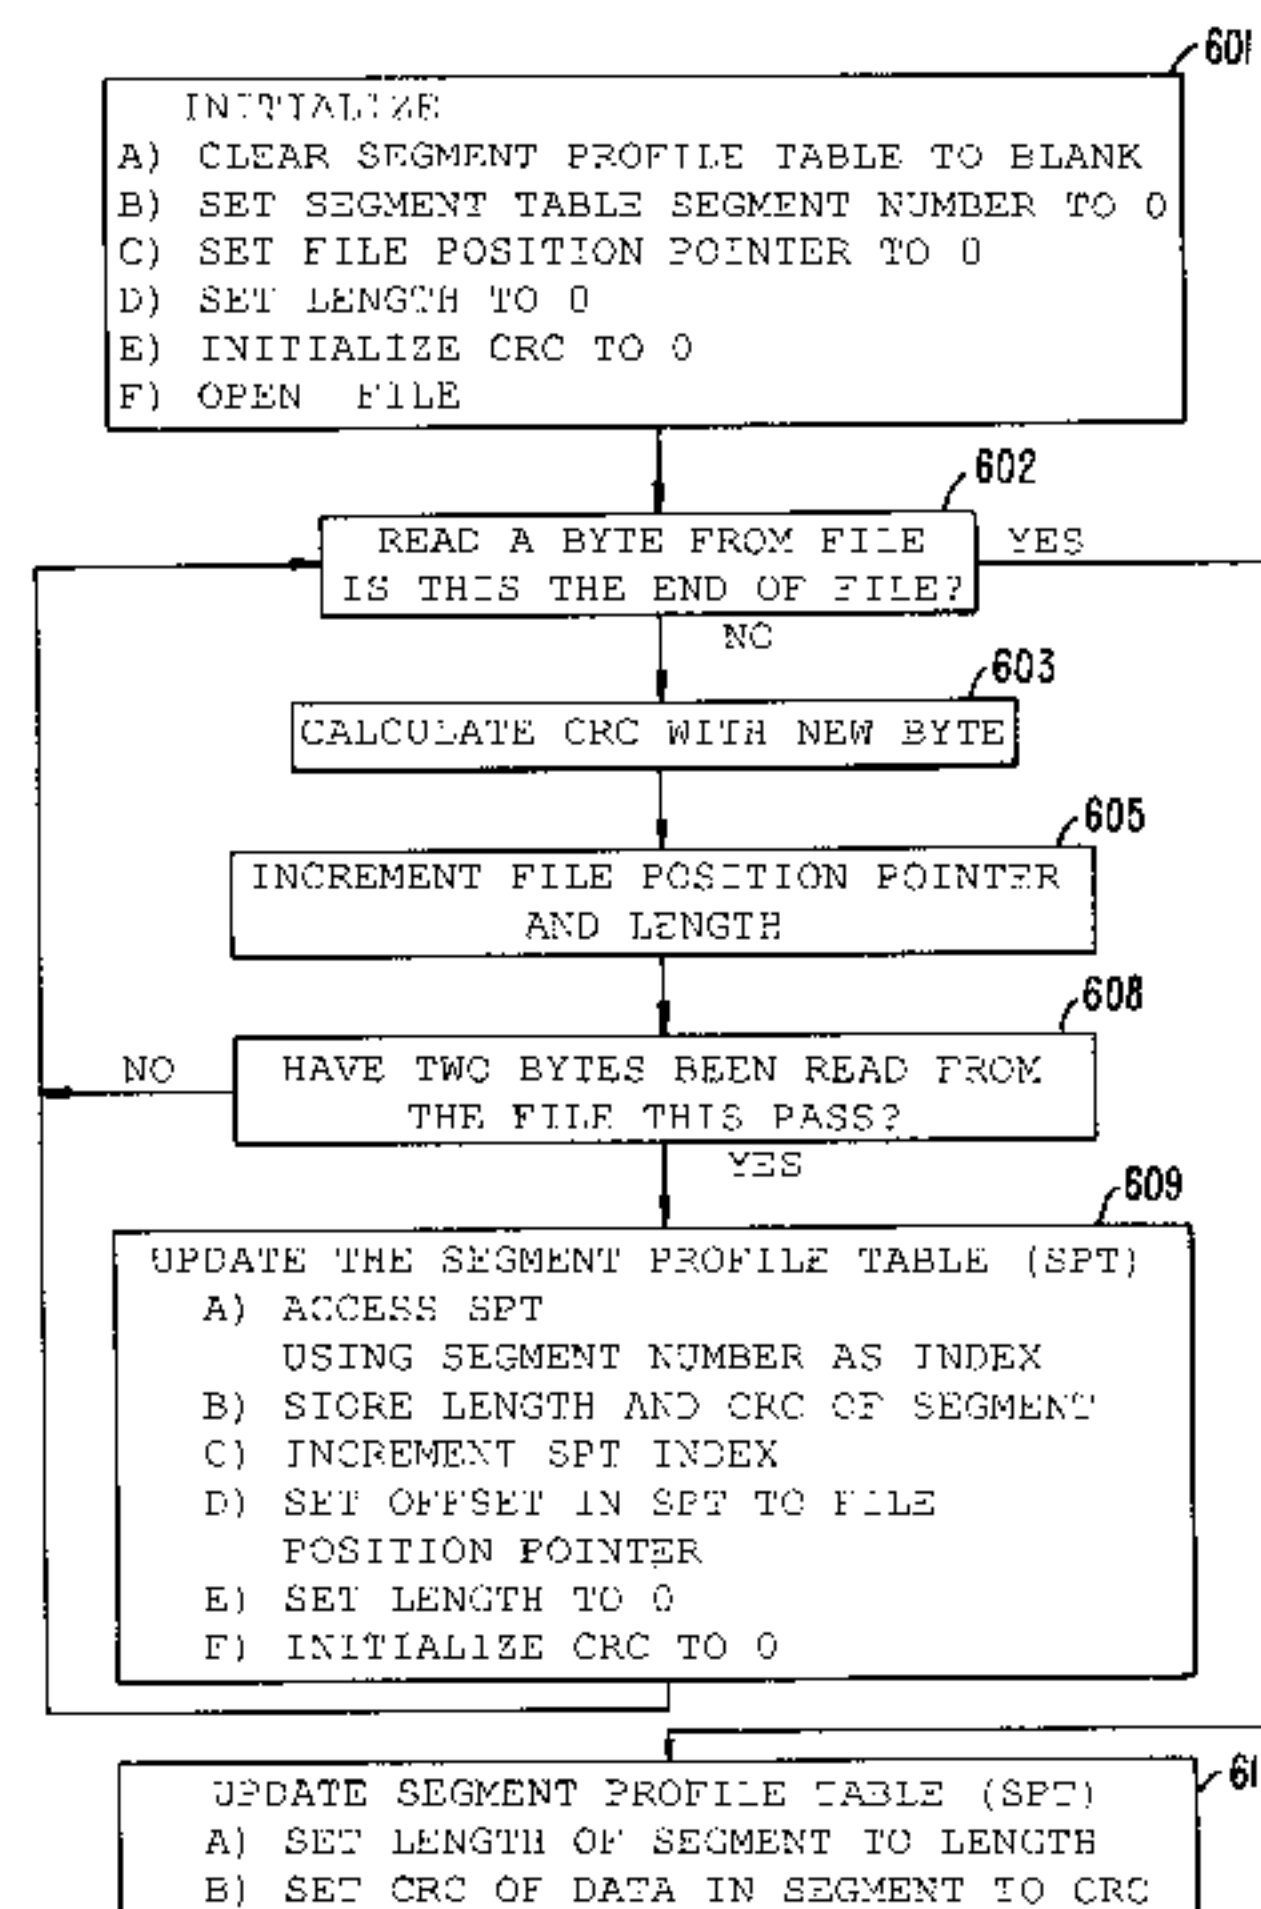 601
INITIALIZE
A) CLEAR SEGMENT PROFILE TABLE TO BLANK
B) SET SEGMENT TABLE SEGMENT NUMBER TO 0
C) SET FILE POSITION POINTER TO 0
D) SET LENGTH TO 0
E) INITIALIZE CRC TO 0
F) OPEN FILE
602
READ A BYTE FROM FILE YES
IS THIS THE END OF FILE?
NO
603
CALCULATE CRC WITH NEW BYTE
605
INCREMENT FILE POSITION POINTER
AND LENGTH
608
NO HAVE TWO BYTES BEEN READ FROM
THE FILE THIS PASS?
YES
609
UPDATE THE SEGMENT PROFILE TABLE (SPT)
A) ACCESS SPT
USING SEGMENT NUMBER AS INDEX
B) STORE LENGTH AND CRC OF SEGMENT
C) INCREMENT SPT INDEX
D) SET OFFSET IN SPT TO FILE
POSITION POINTER
E) SET LENGTH TO 0
F) INITIALIZE CRC TO 0
UPDATE SEGMENT PROFILE TABLE (SPT)
A) SET LENGTH OF SEGMENT TO LENGTH
B) SET CRC OF DATA IN SEGMENT TO CRC